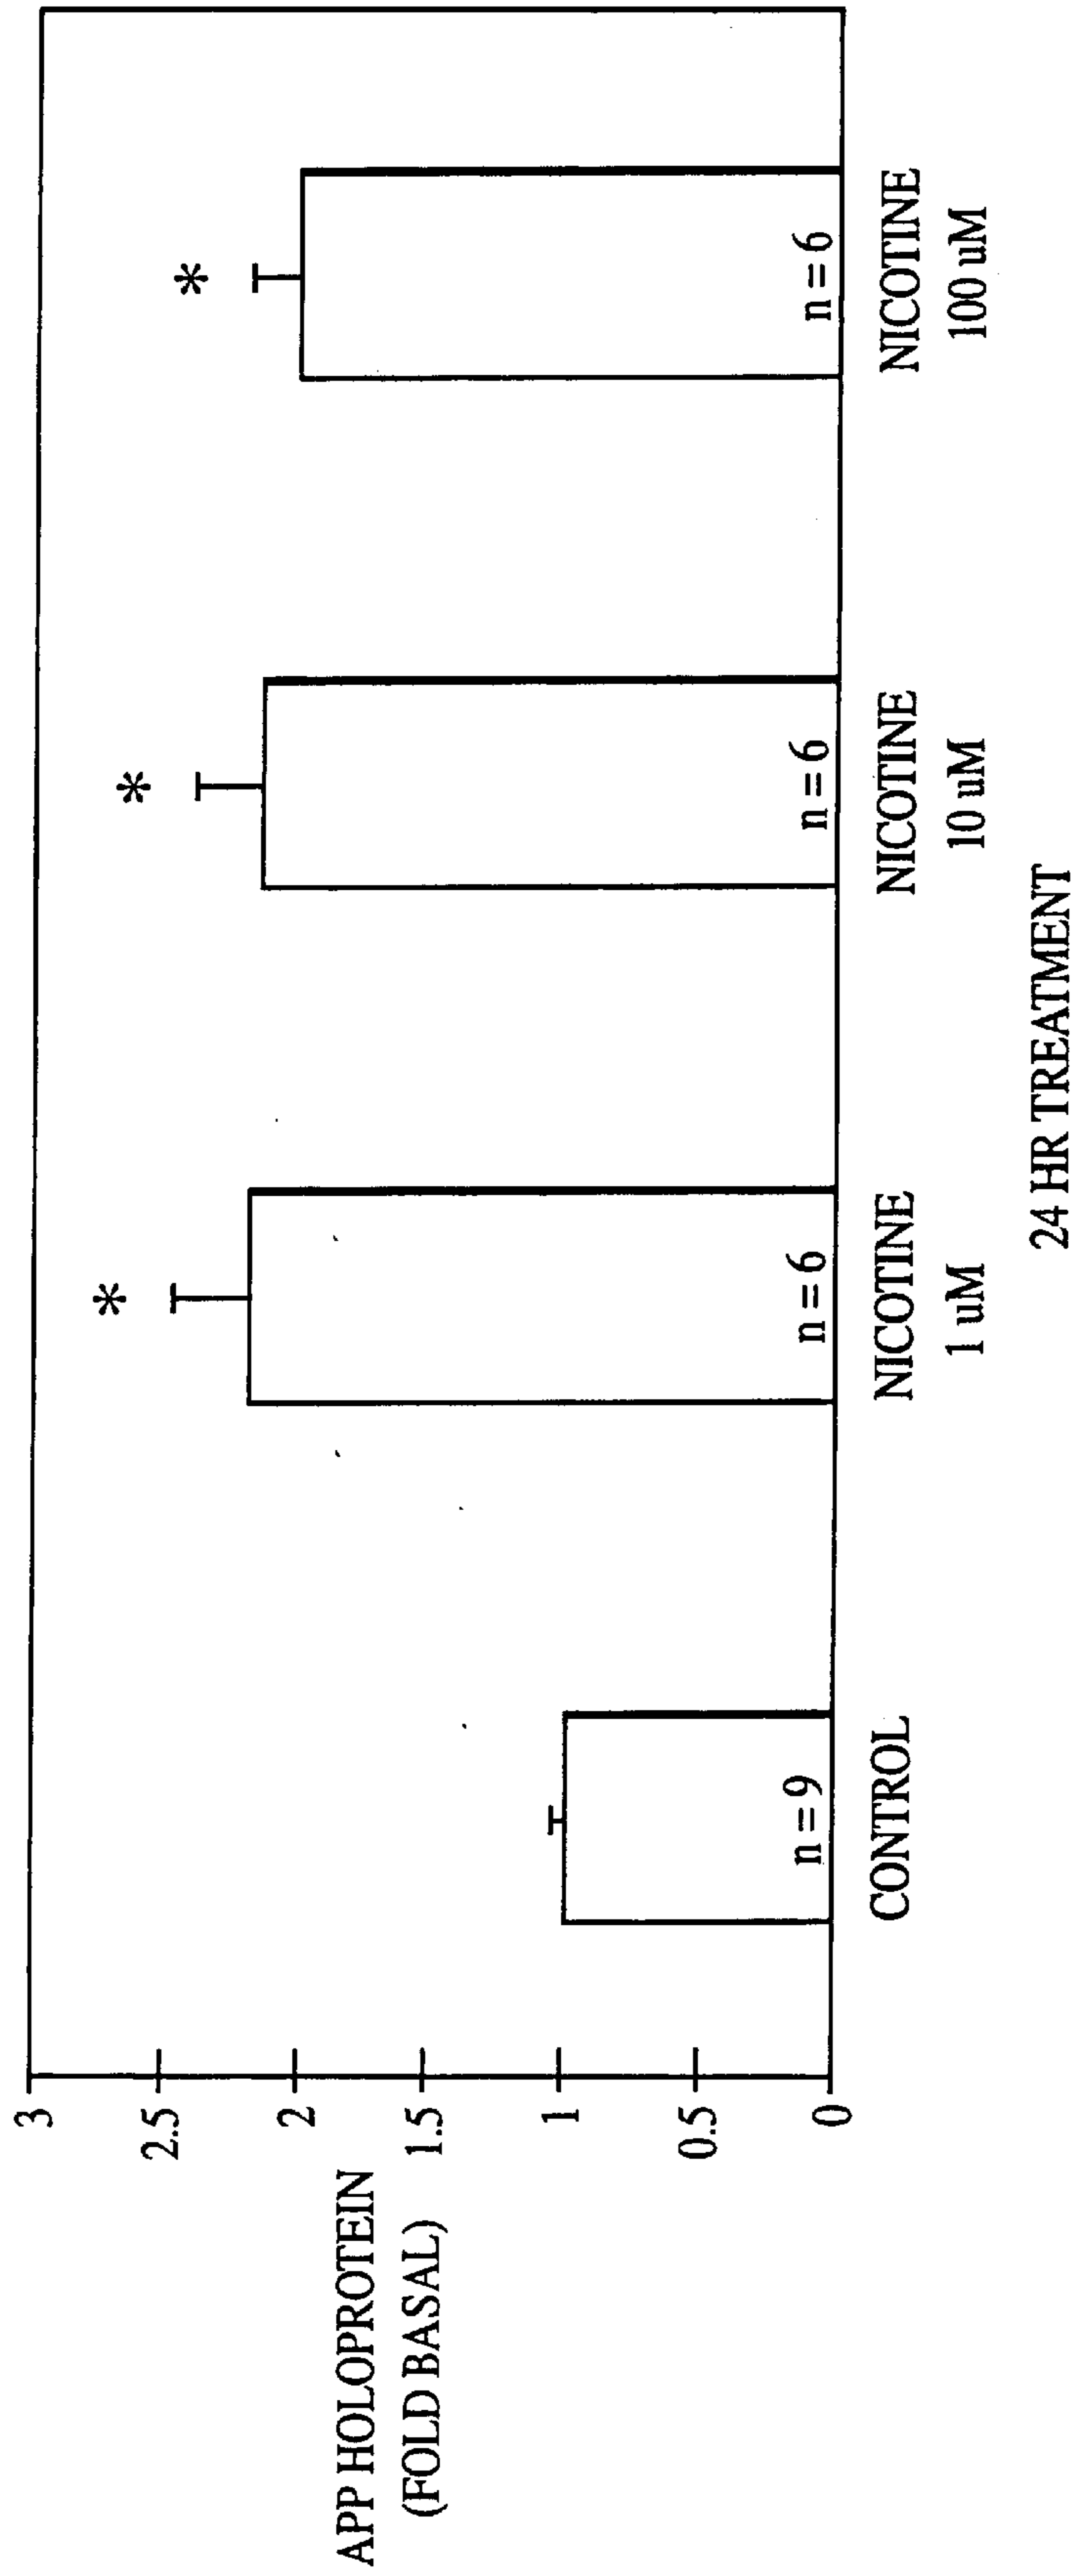 APP HOLOPROTEIN
(FOLD BASAL)
3
2.5
2
1.5
1
0.5
0
*
*
*
n = 9
n = 6
n = 6
n = 6
CONTROL
NICOTINE
1 uM
NICOTINE
10 uM
NICOTINE
100 uM
24 HR TREATMENT